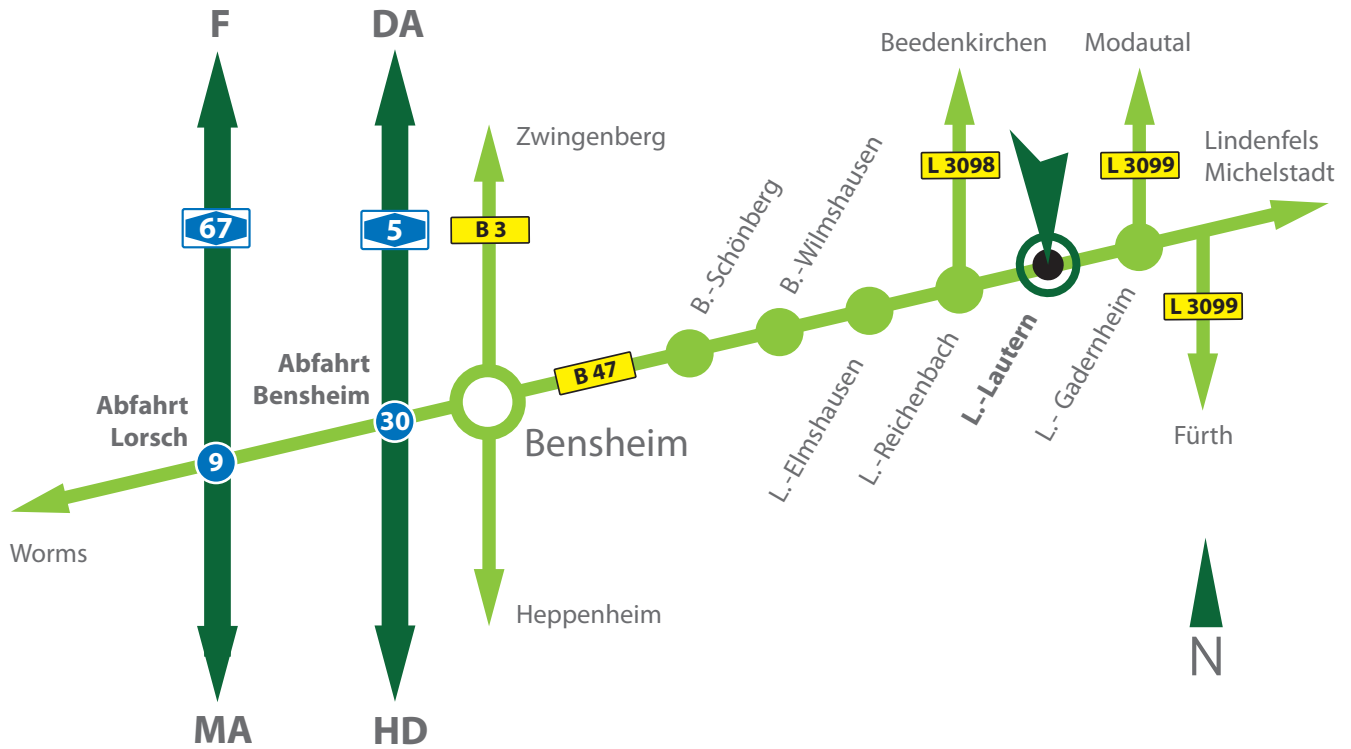 F
DA
Beedenkirchen
Modautal
Zwingenberg
Lindenfels
Michelstadt
L 3098
L 3099
67
5
B 3
B.-Schönberg
B.-Wilmshausen
L 3099
Abfahrt
Bensheim
B 47
Abfahrt
Lorsch
30
9
Bensheim
L.-Elmshausen
L.-Reichenbach
L.-Lautern
L.- Gadernheim
Fürth
Worms
Heppenheim
N
MA
HD